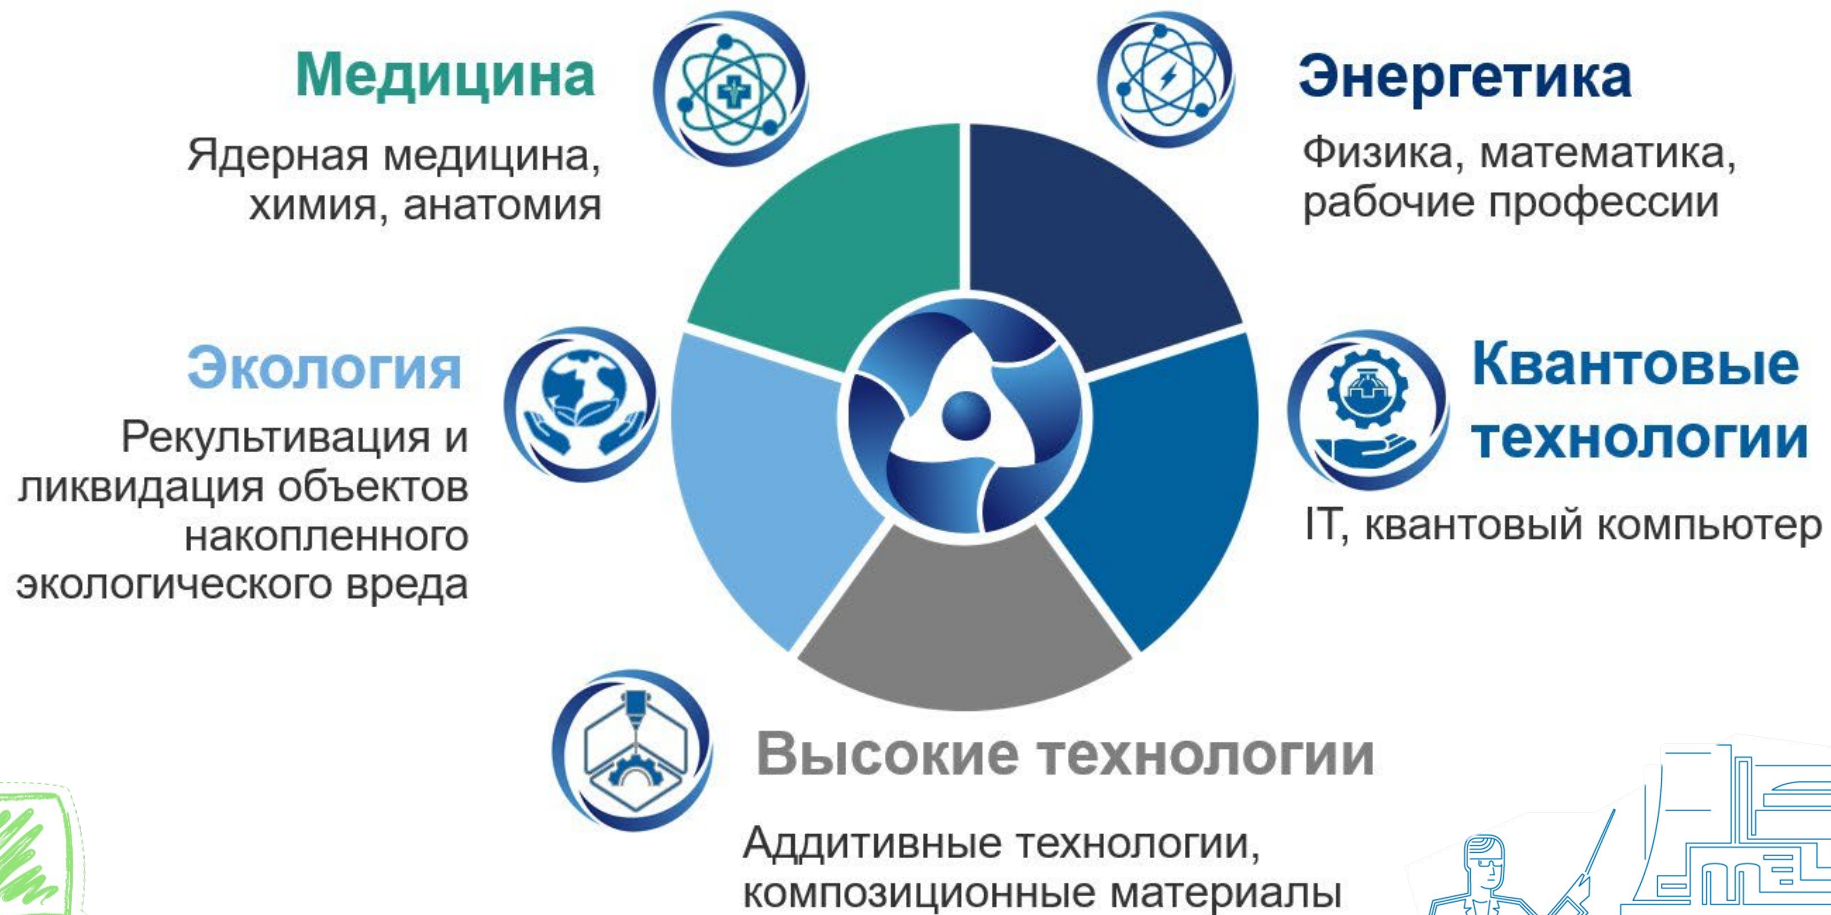 Медицина
Ядерная медицина,
химия, анатомия
Энергетика
Физика, математика,
рабочие профессии
Экология
Рекультивация и
ликвидация объектов
накопленного
экологического вреда
Квантовые
технологии
IT, квантовый компьютер
Высокие технологии
Аддитивные технологии,
композиционные материалы